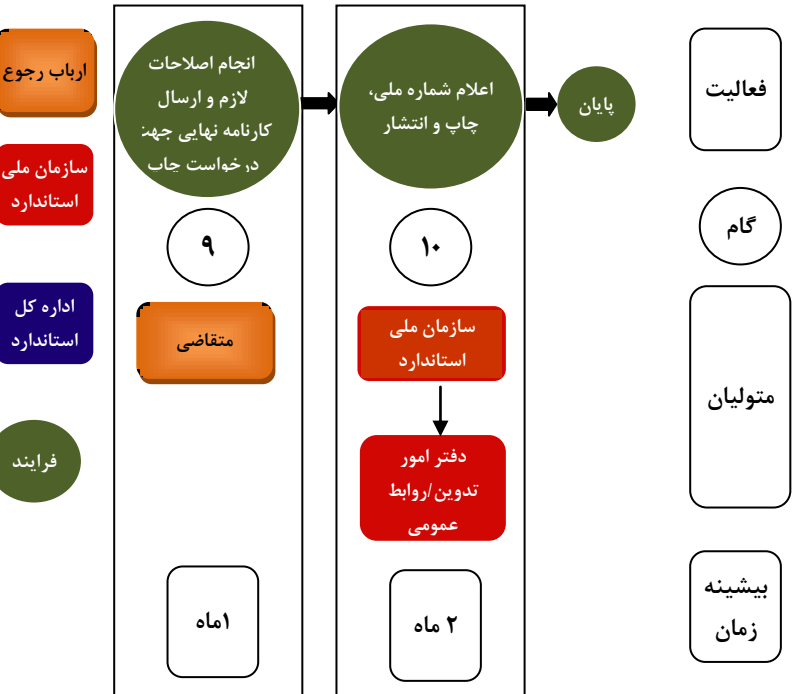 ارباب رجوع
سازمان ملی
استاندارد
اداره کل
استاندارد
فرایند
انجام اصلاحات
لازم و ارسال
کارنامه نهایی جهت
درخواست چاپ
۹
متقاضی
۱ماه
اعلام شماره ملی،
چاپ و انتشار
۱۰
سازمان ملی
استاندارد
دفتر امور
تدوین/روابط
عمومی
۲ ماه
پایان
فعالیت
گام
متولیان
بیشینه
زمان